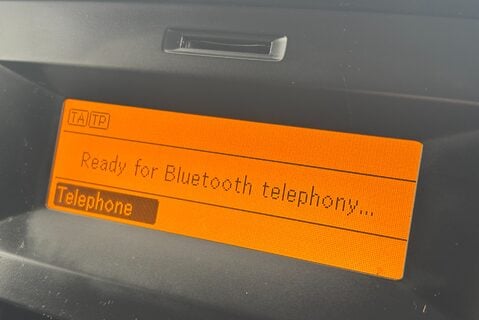 TA TP
Ready for Bluetooth telephony...
Telephone